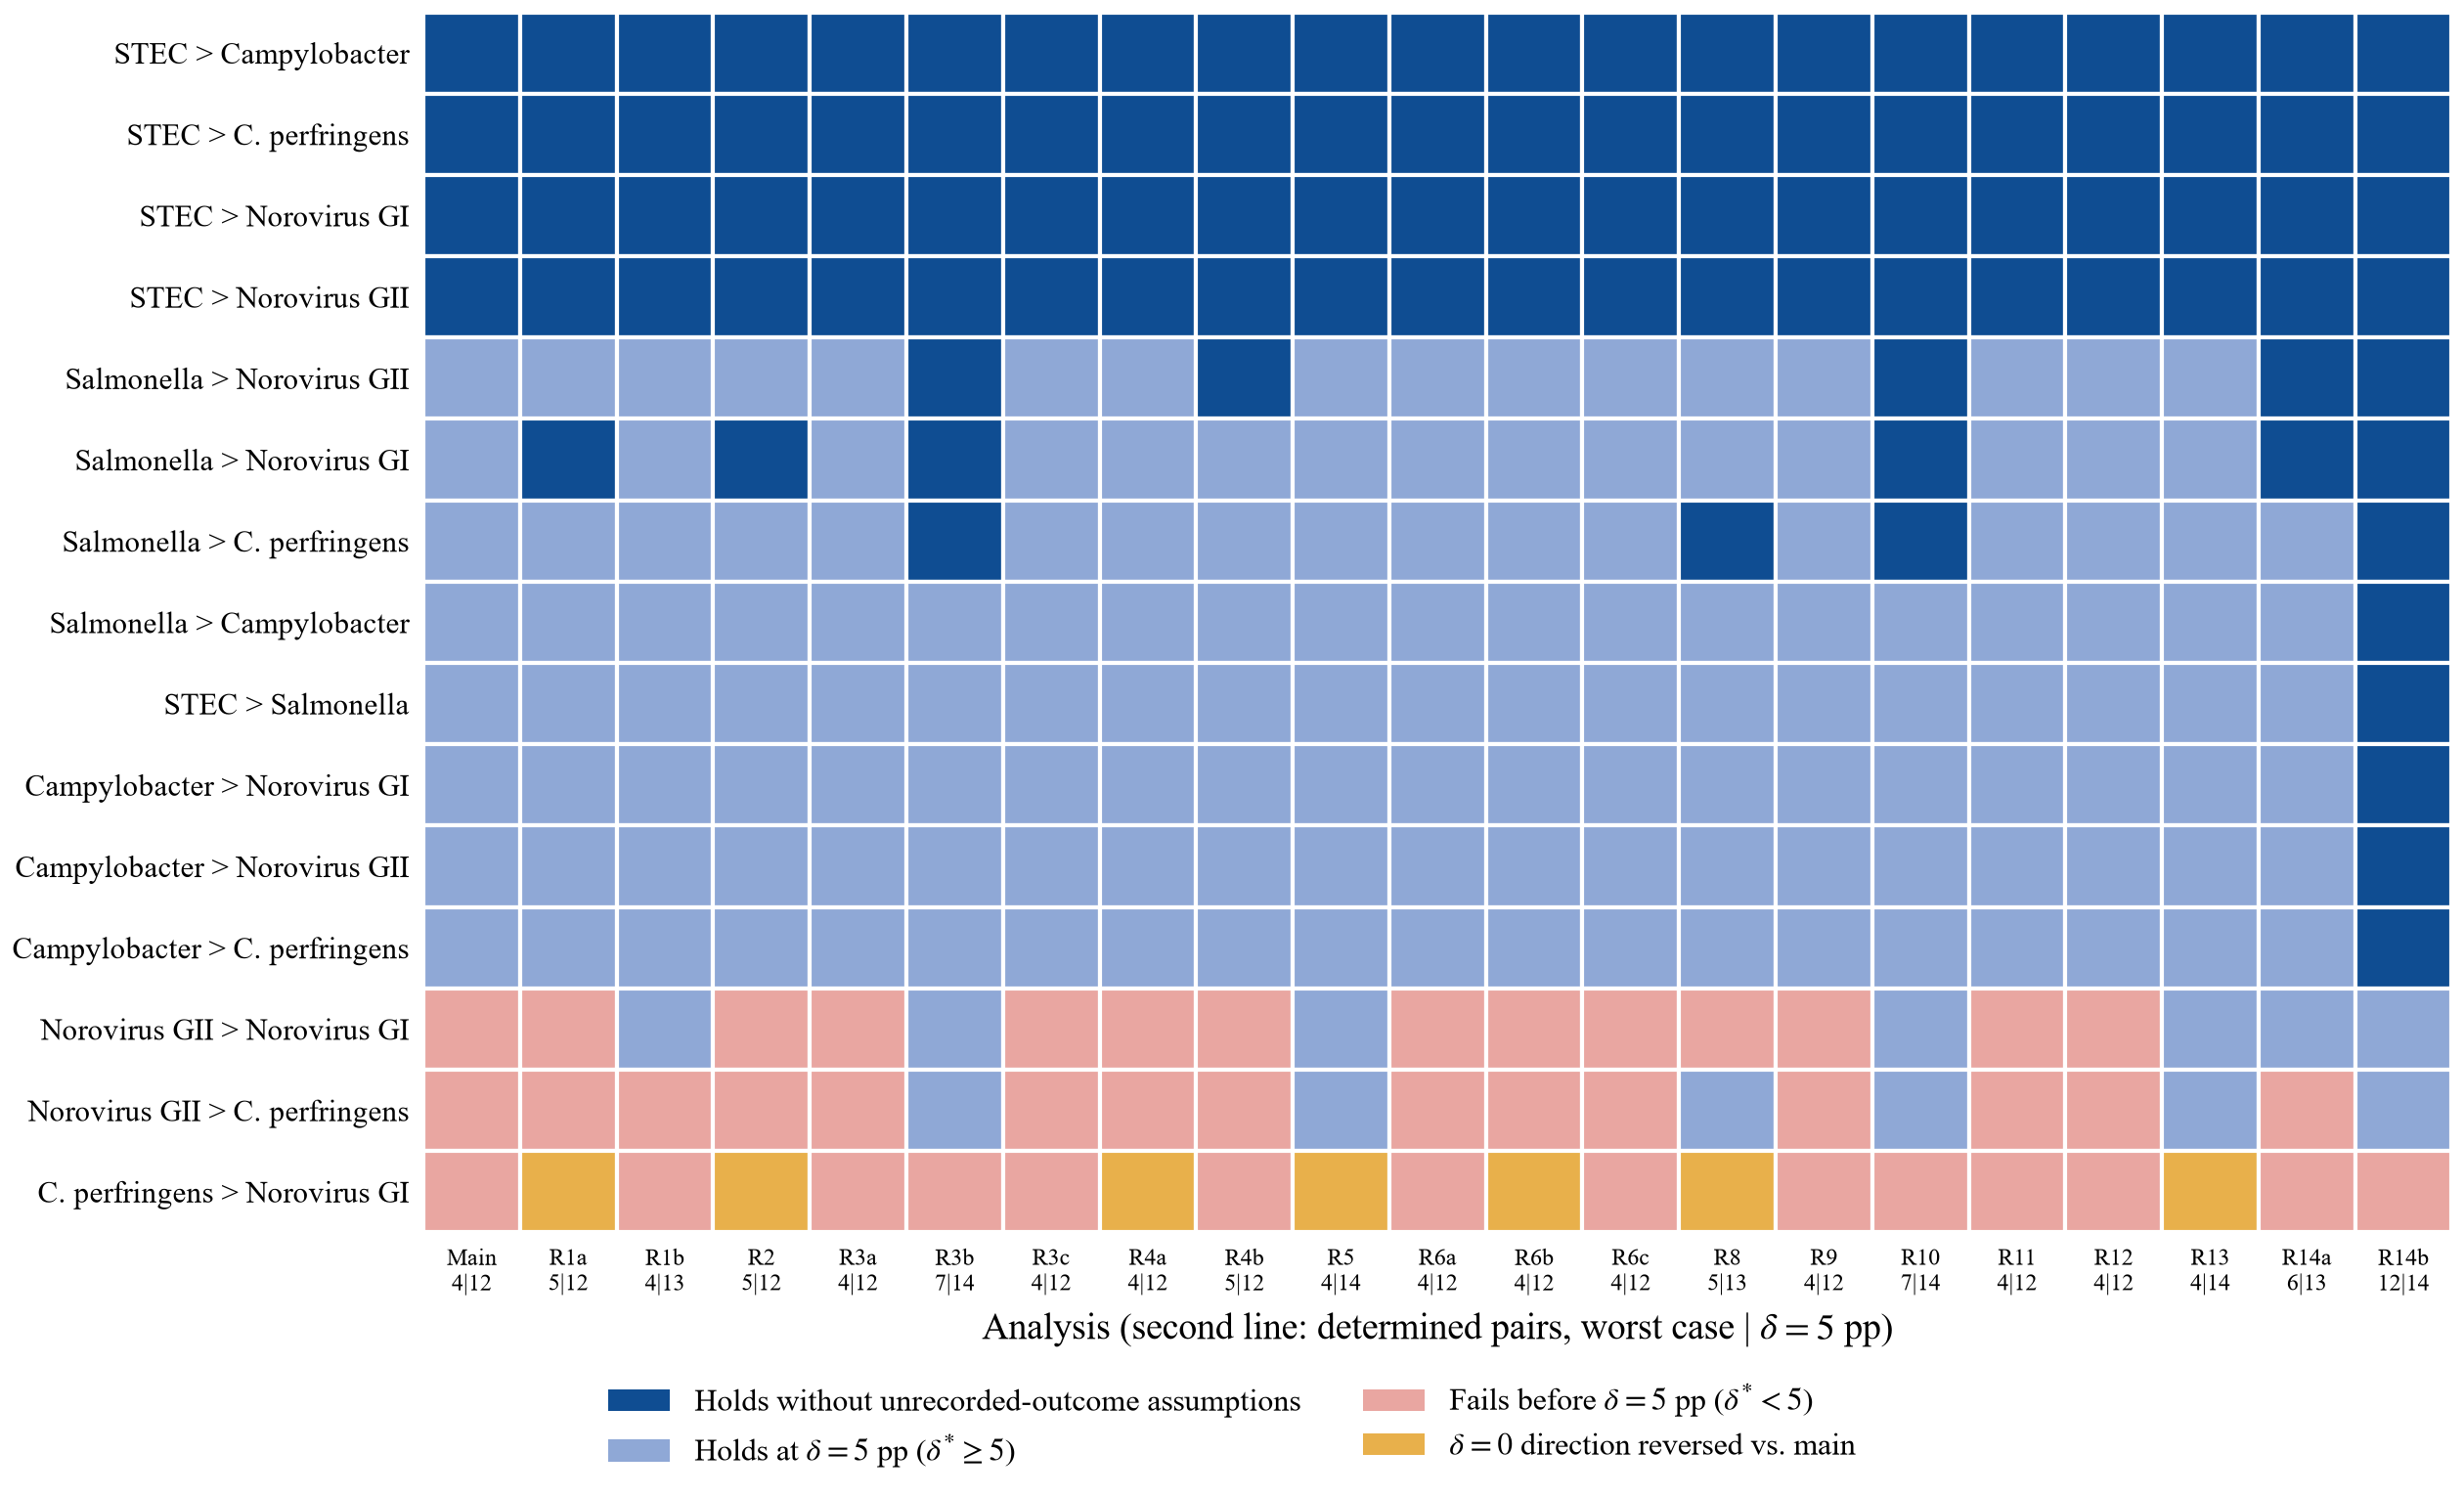 STEC > Campylobacter
STEC > C. perfringens
STEC > Norovirus GI
STEC > Norovirus GII
Salmonella > Norovirus GII
Salmonella > Norovirus GI
Salmonella > C. perfringens
Salmonella > Campylobacter
STEC > Salmonella
Campylobacter > Norovirus GI
Campylobacter > Norovirus GII
Campylobacter > C. perfringens
Norovirus GII > Norovirus GI
Norovirus GII > C. perfringens
C. perfringens > Norovirus GI
Main R1a R1b R2 R3a R3b R3c R4a R4b R5 R6a R6b R6c R8 R9 R10 R11 R12 R13 R14a R14b
4|12 5|12 4|13 5|12 4|12 7|14 4|12 4|12 5|12 4|14 4|12 4|12 4|12 5|13 4|12 7|14 4|12 4|12 4|14 6|13 12|14
Analysis (second line: determined pairs, worst case | δ = 5 pp)
Holds without unrecorded-outcome assumptions
Holds at δ = 5 pp (δ* ≥ 5)
Fails before δ = 5 pp (δ* < 5)
δ = 0 direction reversed vs. main